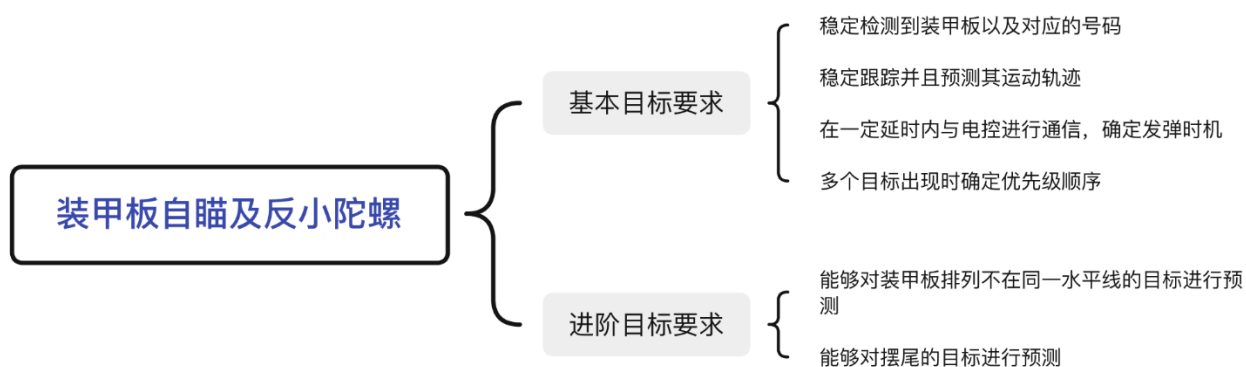 装甲板自瞄及反小陀螺
基本目标要求
稳定检测到装甲板以及对应的号码
稳定跟踪并且预测其运动轨迹
在一定延时内与电控进行通信，确定发弹时机
多个目标出现时确定优先级顺序
进阶目标要求
能够对装甲板排列不在同一水平线的目标进行预
测
能够对摆尾的目标进行预测